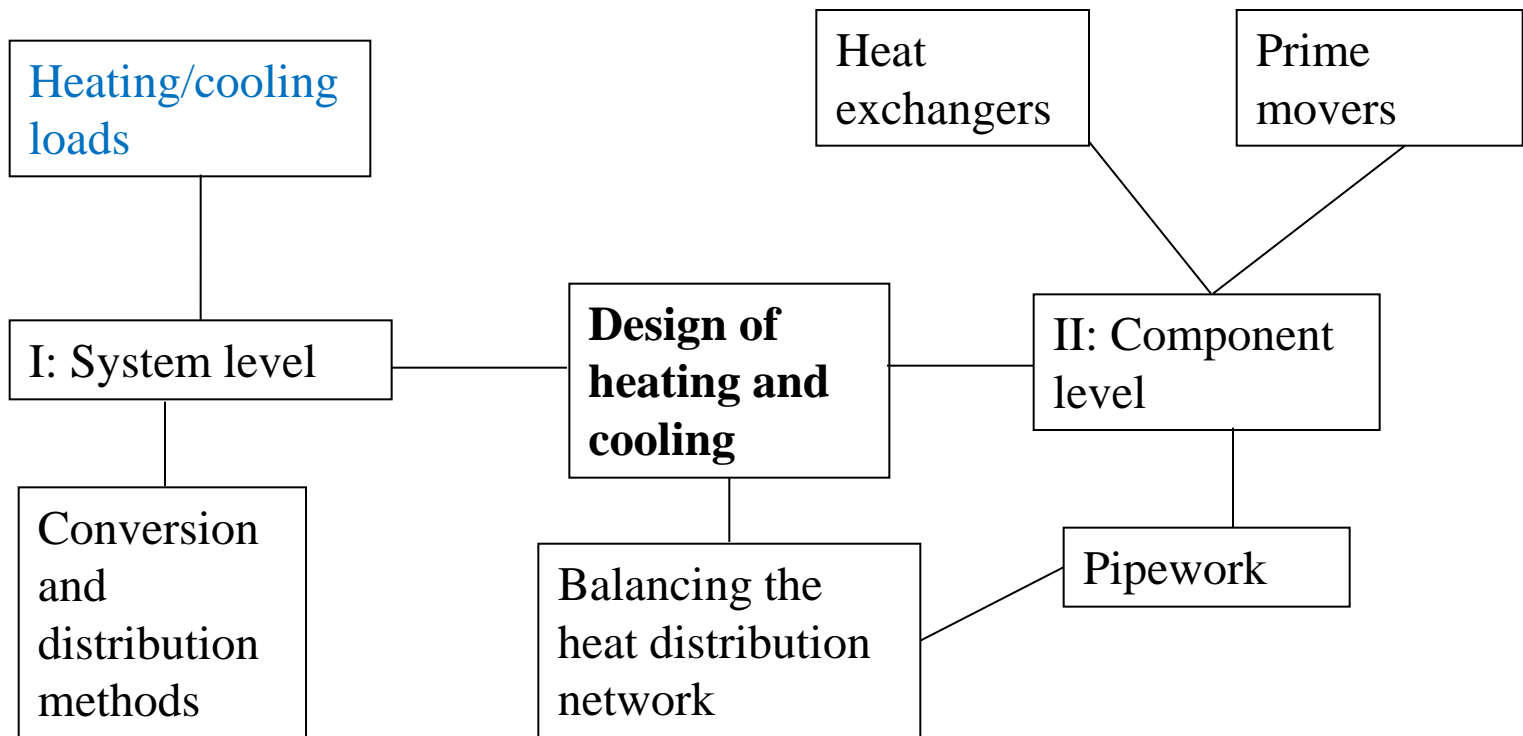 Heating/cooling
loads
Heat
exchangers
Prime
movers
I: System level
Design of
heating and
cooling
II: Component
level
Conversion
and
distribution
methods
Balancing the
heat distribution
network
Pipework